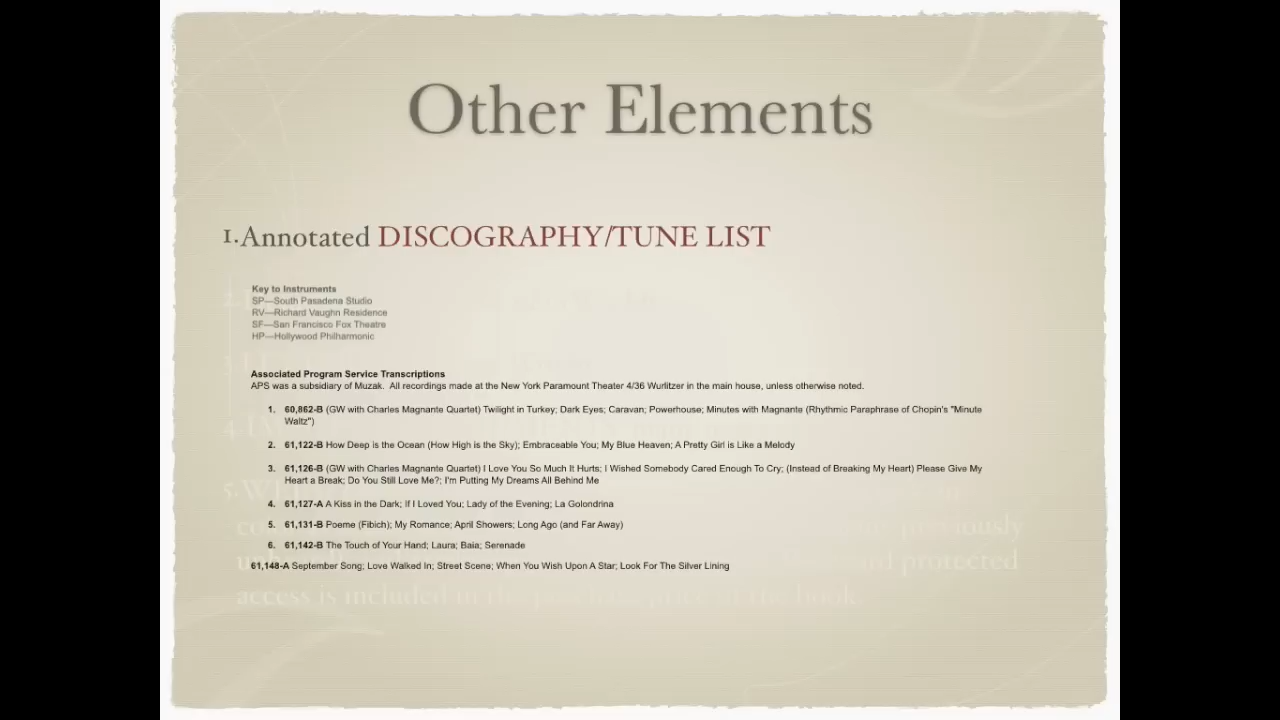 Other Elements
1.Annotated DISCOGRAPHY/TUNE LIST
Key to Instruments
SP—South Pasadena Studio
RV—Richard Vaughn Residence
SF—San Francisco Fox Theatre
HP—Hollywood Philharmonic
Associated Program Service Transcriptions
APS was a subsidiary of Muzak. All recordings made at the New York Paramount Theater 4/36 Wurlitzer in the main house, unless otherwise noted.
1. 60,862-B (GW with Charles Magnante Quartet) Twilight in Turkey; Dark Eyes; Caravan; Powerhouse; Minutes with Magnante (Rhythmic Paraphrase of Chopin's "Minute
Waltz")
2. 61,122-B How Deep is the Ocean (How High is the Sky); Embraceable You; My Blue Heaven; A Pretty Girl is Like a Melody
3. 61,126-B (GW with Charles Magnante Quartet) I Love You So Much It Hurts; I Wished Somebody Cared Enough To Cry; (Instead of Breaking My Heart) Please Give My
Heart a Break; Do You Still Love Me?; I'm Putting My Dreams All Behind Me
4. 61,127-A A Kiss in the Dark; If I Loved You; Lady of the Evening; La Golondrina
5. 61,131-B Poeme (Fibich); My Romance; April Showers; Long Ago (and Far Away)
6. 61,142-B The Touch of Your Hand; Laura; Baia; Serenade
61,148-A September Song; Love Walked In; Street Scene; When You Wish Upon A Star; Look For The Silver Lining
previously
protected
access is included in the book.